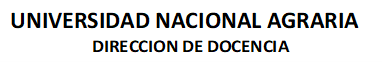 UNIVERSIDAD NACIONAL AGRARIA
DIRECCION DE DOCENCIA